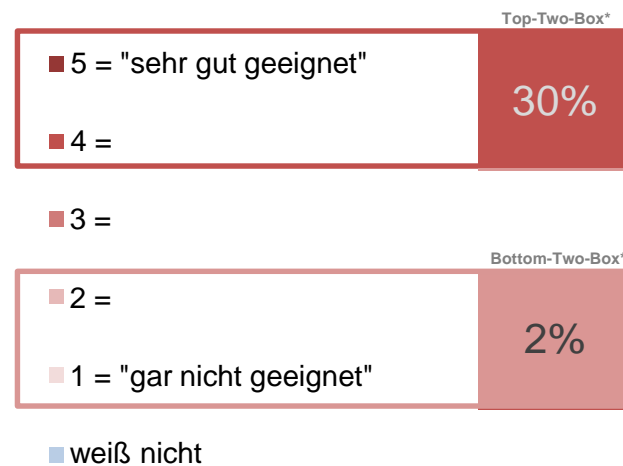 Top-Two-Box*
5 = "sehr gut geeignet"
30%
4 =
3 =
Bottom-Two-Box*
2 =
2%
1 = "gar nicht geeignet"
weiß nicht